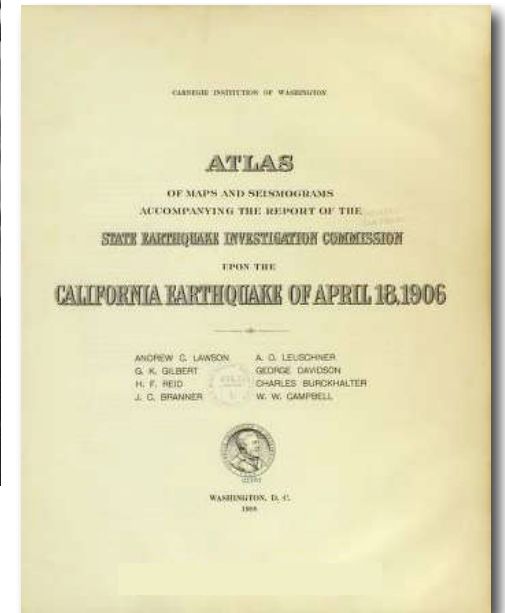 CARNEGIE INSTITUTION OF WASHINGTON
ATLAS
OF MAPS AND SEISMOGRAMS
ACCOMPANYING THE REPORT OF THE
STATE EARTHQUAKE INVESTIGATION COMMISSION
UPON THE
CALIFORNIA EARTHQUAKE OF APRIL 18, 1906
ANDREW C. LAWSON
G. K. GILBERT
H. F. REID
J. C. BRANNER
A. O. LEUSCHNER
GEORGE DAVIDSON
CHARLES BURCKHALTER
W. W. CAMPBELL
WASHINGTON, D. C.
1908